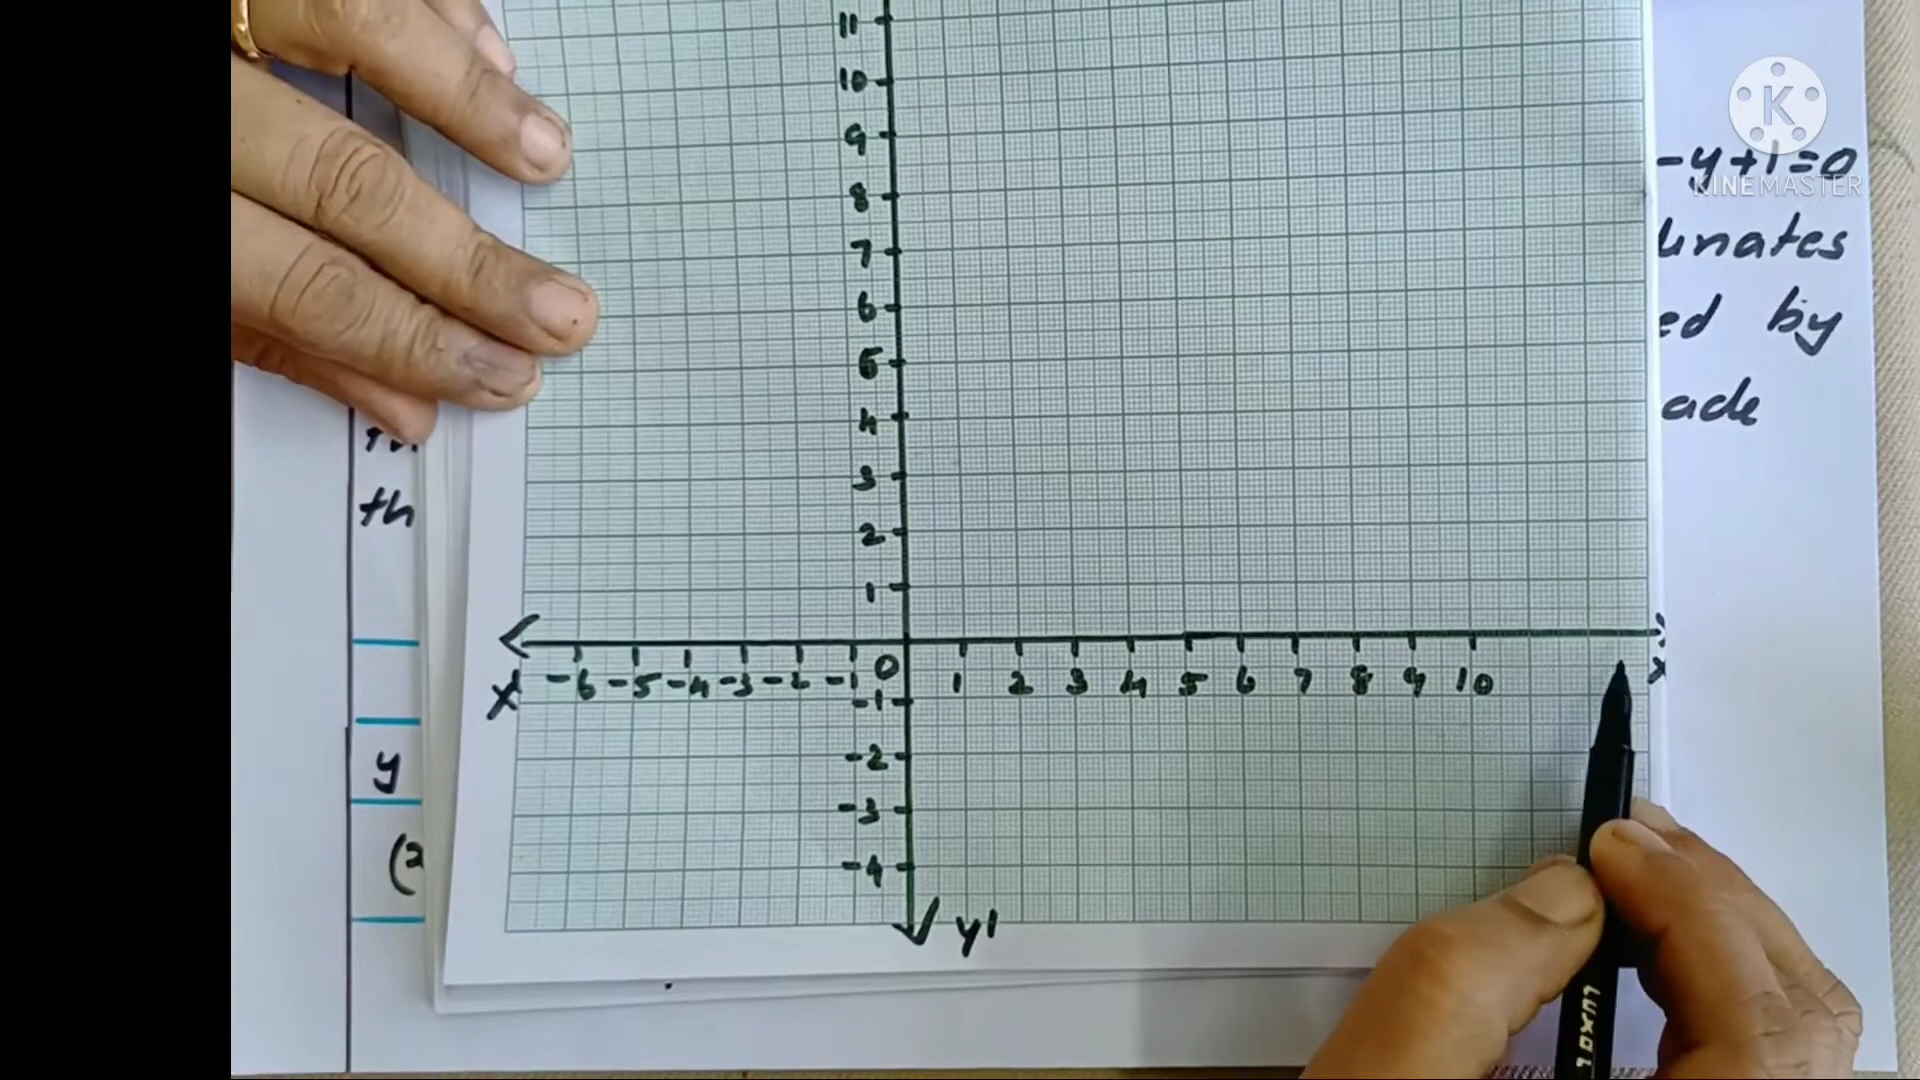 11
10
9
8
7
6
5
4
3
2
1
0
x' -6 -5 -4 -3 -2 -1 1 2 3 4 5 6 7 8 9 10 x
-1
-2
-3
-4
y'
K
KINEMASTER
-y+1=0
ed by
th
y
LUXOR